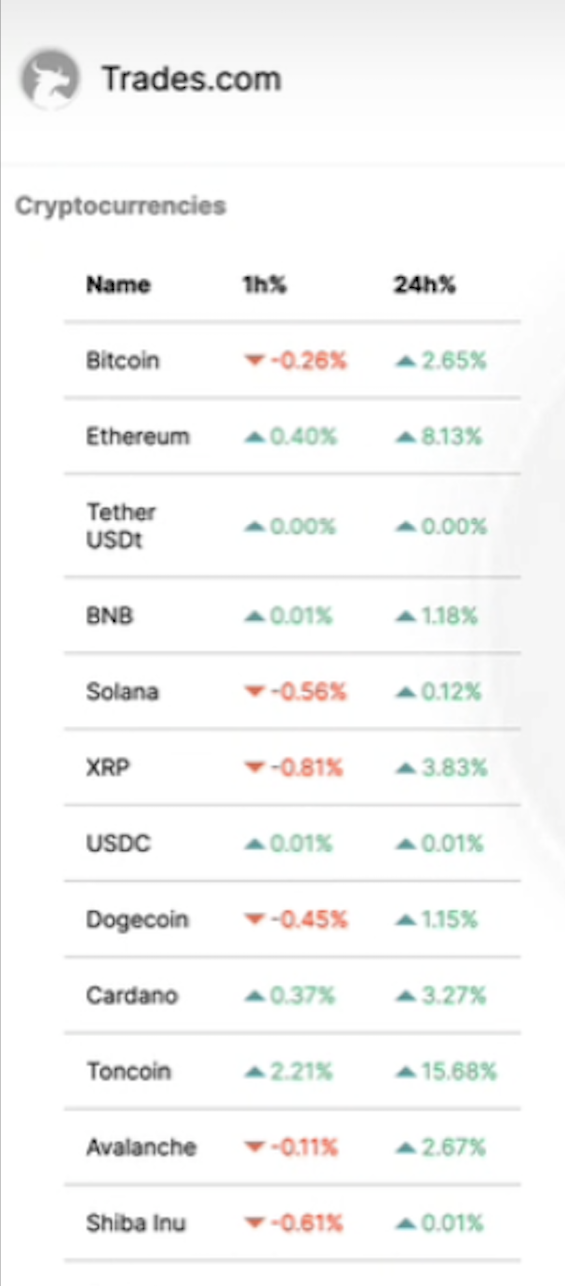 Trades.com
Cryptocurrencies
Name 1h% 24h%
Bitcoin ▼-0.26% ▲2.65%
Ethereum ▲0.40% ▲8.13%
Tether
USDt ▲0.00% ▲0.00%
BNB ▲0.01% ▲1.18%
Solana ▼-0.56% ▲0.12%
XRP ▼-0.81% ▲3.83%
USDC ▲0.01% ▲0.01%
Dogecoin ▼-0.45% ▲1.15%
Cardano ▲0.37% ▲3.27%
Toncoin ▲2.21% ▲15.68%
Avalanche ▼-0.11% ▲2.67%
Shiba Inu ▼-0.61% ▲0.01%